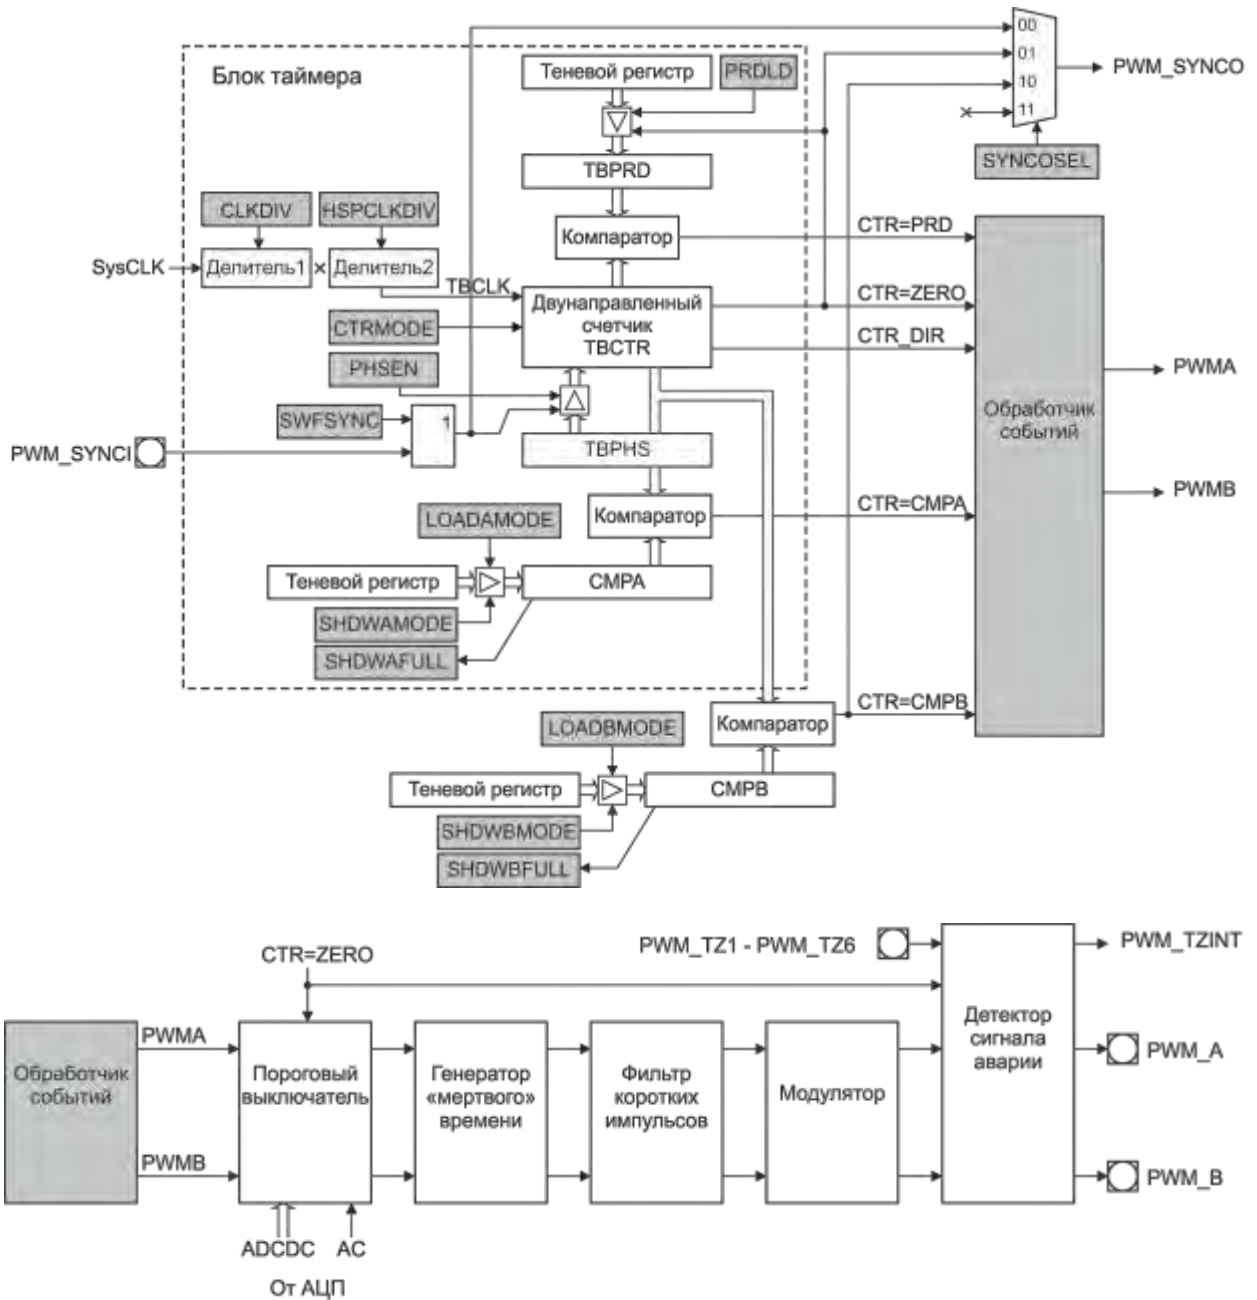 00
01
10
11
PWM_SYNCO
SYNCOSEL
Блок таймера
Теневой регистр
PRDLD
TBPRD
CLKDIV
HSPCLKDIV
Компаратор
CTR=PRD
SysCLK
Делитель1
Делитель2
TBCLK
Двунаправленный
счетчик
TBCTR
CTR=ZERO
CTRMODE
CTR_DIR
PHSEN
PWMA
SWFSYNC
1
Обработчик
событий
PWM_SYNCI
TBPHS
PWMB
LOADAMODE
Компаратор
CTR=CMPA
Теневой регистр
CMPA
SHDWAMODE
SHDWAFULL
CTR=CMPB
LOADBMODE
Компаратор
Теневой регистр
CMPB
SHDWBMODE
SHDWBFULL
CTR=ZERO
PWM_TZ1 - PWM_TZ6
PWM_TZINT
Обработчик
событий
PWMA
PWMB
Пороговый
выключатель
Генератор
«мертвого»
времени
Фильтр
коротких
импульсов
Модулятор
Детектор
сигнала
аварии
PWM_A
PWM_B
ADCDC
AC
От АЦП